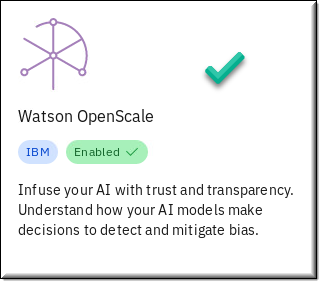 Watson OpenScale
IBM Enabled
Infuse your AI with trust and transparency.
Understand how your AI models make
decisions to detect and mitigate bias.